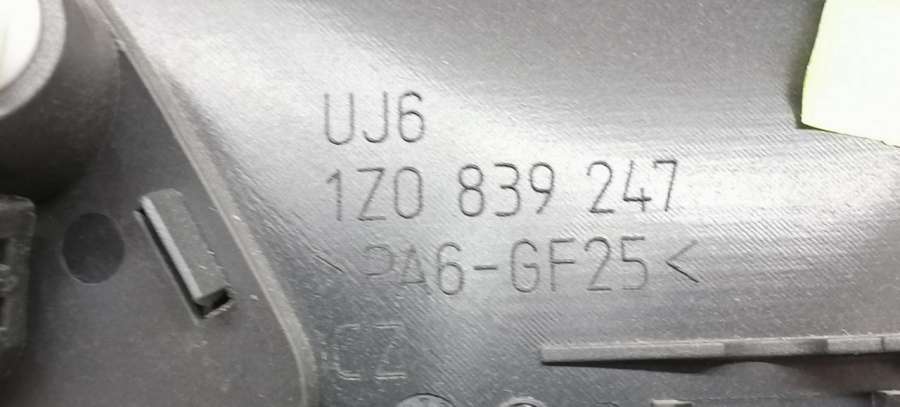 UJ6
1Z0 839 247
>PA6-GF25<
CZ